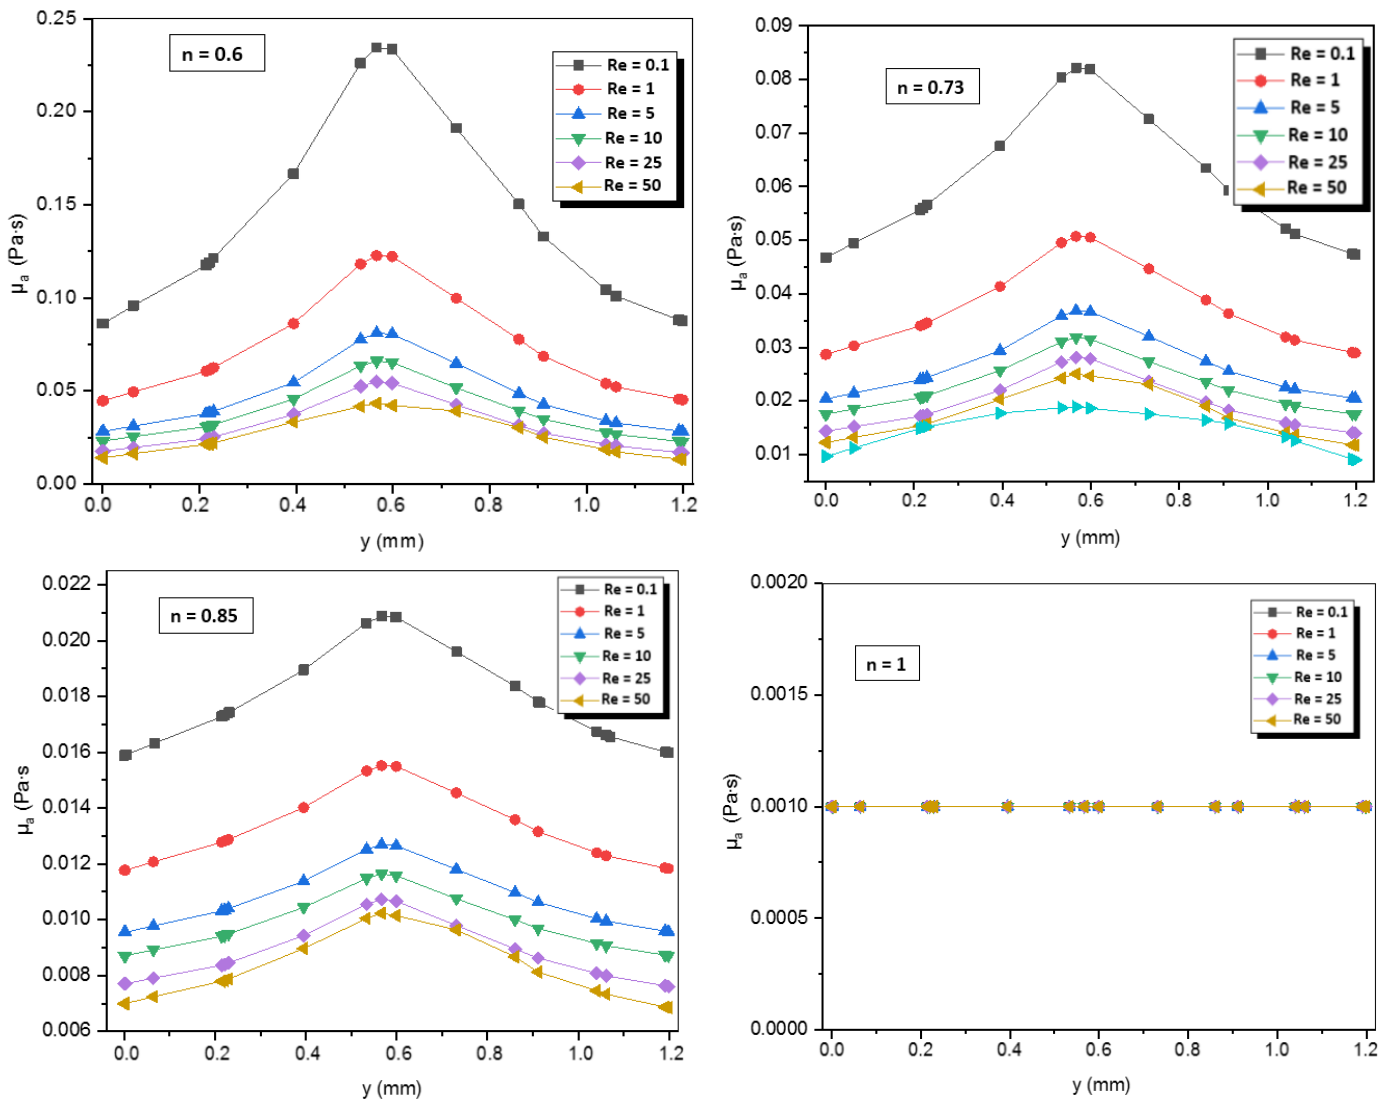 0.25
0.20
0.15
0.10
0.05
0.00
μa (Pa·s)
n = 0.6
Re = 0.1
Re = 1
Re = 5
Re = 10
Re = 25
Re = 50
0.0 0.2 0.4 0.6 0.8 1.0 1.2
y (mm)
0.09
0.08
0.07
0.06
0.05
0.04
0.03
0.02
0.01
μa (Pa·s)
n = 0.73
Re = 0.1
Re = 1
Re = 5
Re = 10
Re = 25
Re = 50
0.0 0.2 0.4 0.6 0.8 1.0 1.2
y (mm)
0.022
0.020
0.018
0.016
0.014
0.012
0.010
0.008
0.006
μa (Pa·s
n = 0.85
Re = 0.1
Re = 1
Re = 5
Re = 10
Re = 25
Re = 50
0.0 0.2 0.4 0.6 0.8 1.0 1.2
y (mm)
0.0020
0.0015
0.0010
0.0005
0.0000
μa (Pa·s)
n = 1
Re = 0.1
Re = 1
Re = 5
Re = 10
Re = 25
Re = 50
0.0 0.2 0.4 0.6 0.8 1.0 1.2
y (mm)